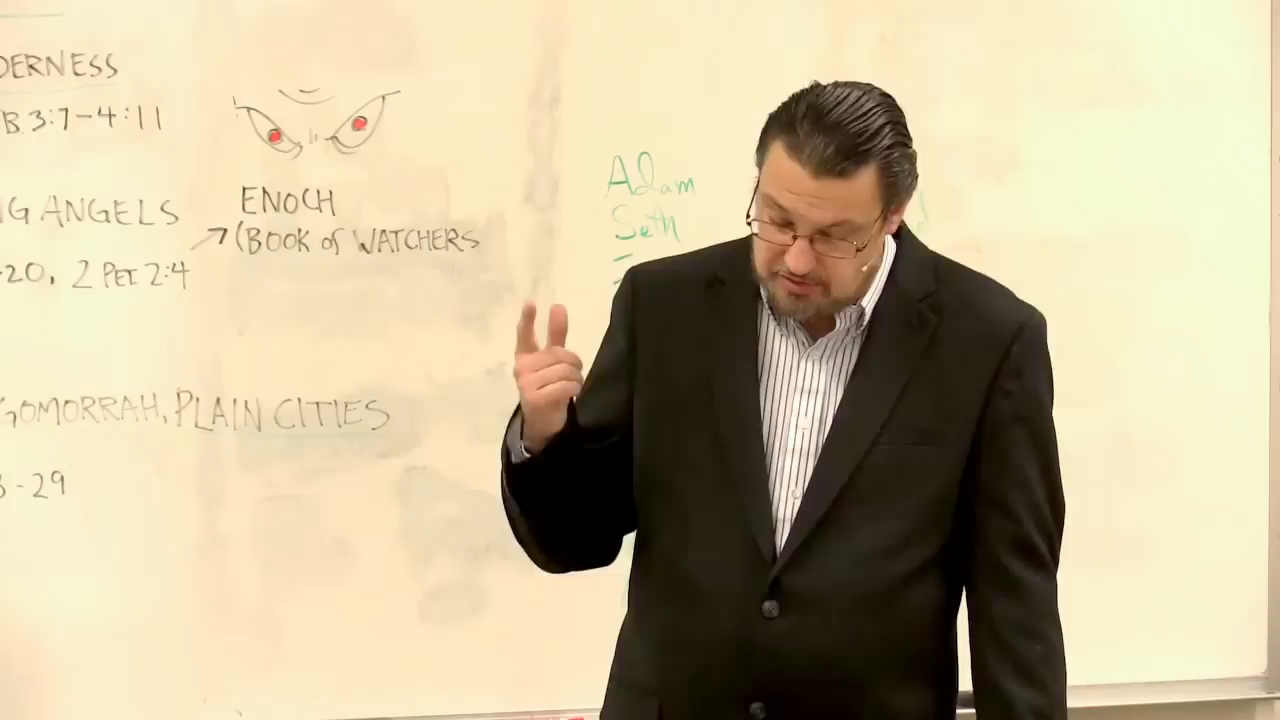 DERNESS
B 3:7-4:11
NG ANGELS
-20, 2 PET 2:4
ENOCH
(BOOK of WATCHERS
Adam
Seth
GOMORRAH, PLAIN CITIES
-29